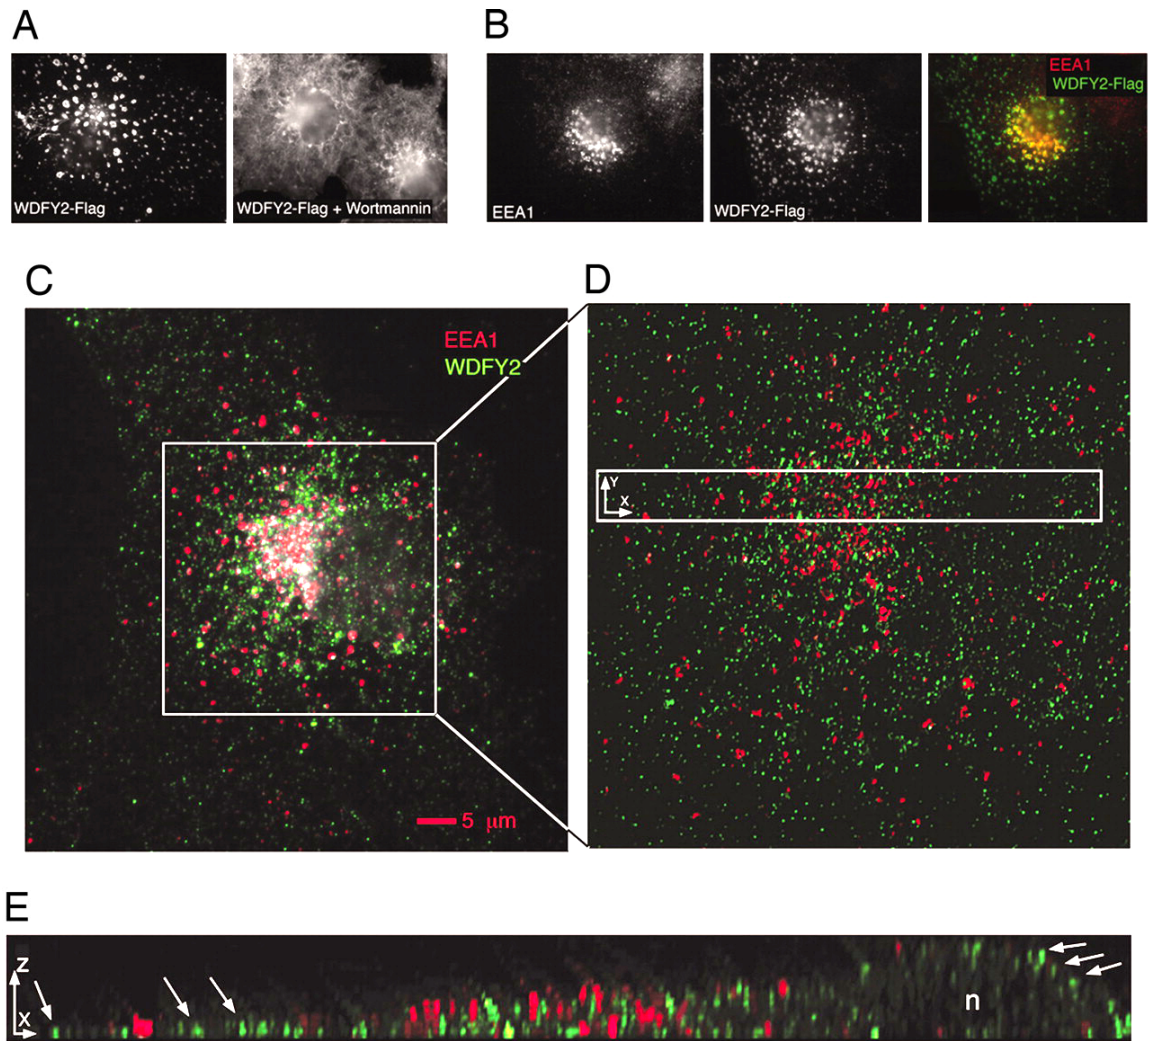 A
B
WDFY2-Flag
WDFY2-Flag + Wortmannin
EEA1
WDFY2-Flag
EEA1
WDFY2-Flag
C
D
EEA1
WDFY2
Y
X
5 μm
E
Z
X
n